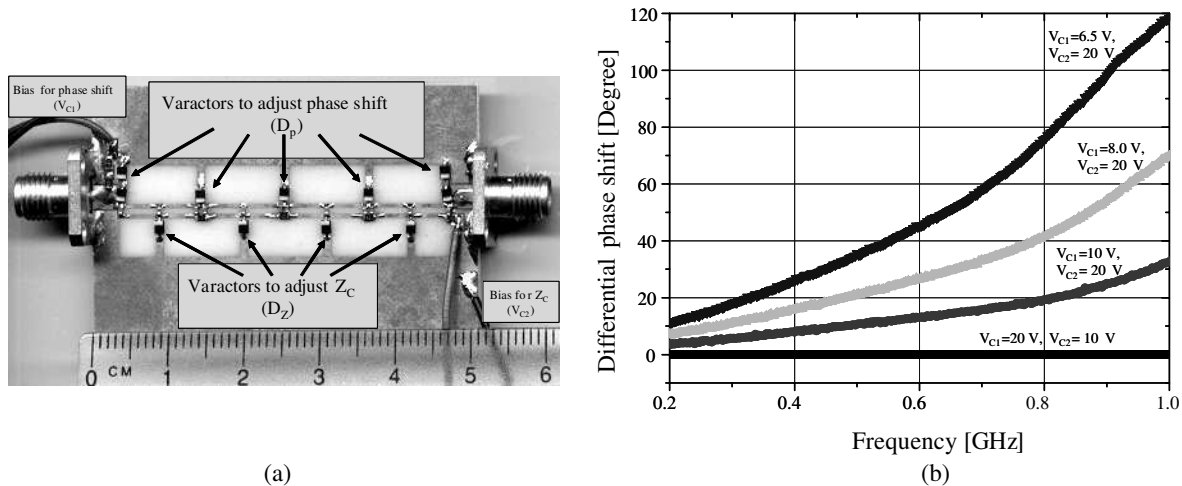 Bias for phase shift
(V_C1)
Varactors to adjust phase shift
(D_p)
Varactors to adjust Z_C
(D_Z)
Bias for Z_C
(V_C2)
0 CM 1 2 3 4 5 6
(a)
Differential phase shift [Degree]
120
100
80
60
40
20
0
V_C1=6.5 V,
V_C2= 20 V
V_C1=8.0 V,
V_C2= 20 V
V_C1=10 V,
V_C2= 20 V
V_C1=20 V, V_C2= 10 V
0.2 0.4 0.6 0.8 1.0
Frequency [GHz]
(b)